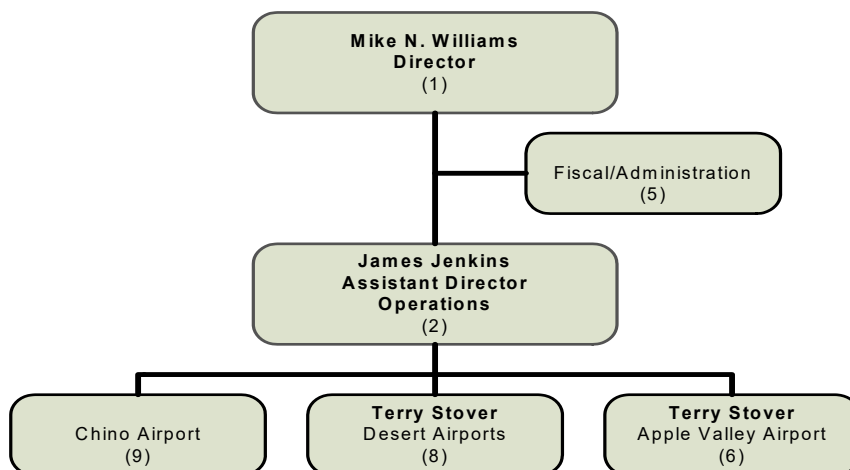 Mike N. Williams
Director
(1)
Fiscal/Administration
(5)
James Jenkins
Assistant Director
Operations
(2)
Chino Airport
(9)
Terry Stover
Desert Airports
(8)
Terry Stover
Apple Valley Airport
(6)